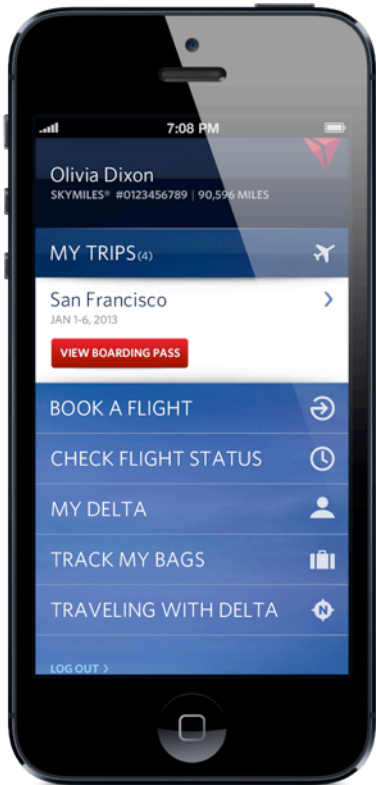 7:08 PM
Olivia Dixon
SKYMILES® #0123456789 | 90,596 MILES
MY TRIPS(4)
San Francisco
JAN 1-6, 2013
VIEW BOARDING PASS
BOOK A FLIGHT
CHECK FLIGHT STATUS
MY DELTA
TRACK MY BAGS
N
TRAVELING WITH DELTA
LOG OUT >